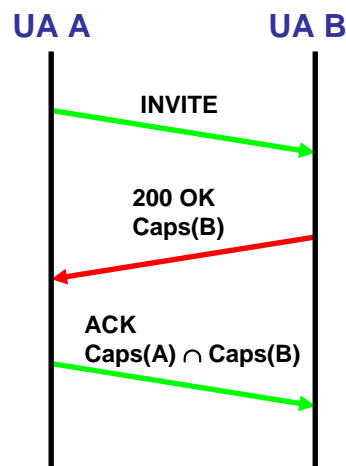 UA A UA B
INVITE
200 OK
Caps(B)
ACK
Caps(A) ∩ Caps(B)